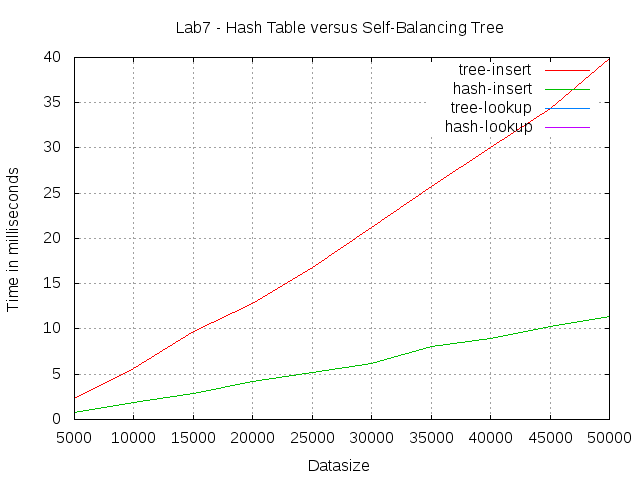 Lab7 - Hash Table versus Self-Balancing Tree
40
35
30
25
20
15
10
5
0
Time in milliseconds
tree-insert
hash-insert
tree-lookup
hash-lookup
5000 10000 15000 20000 25000 30000 35000 40000 45000 50000
Datasize